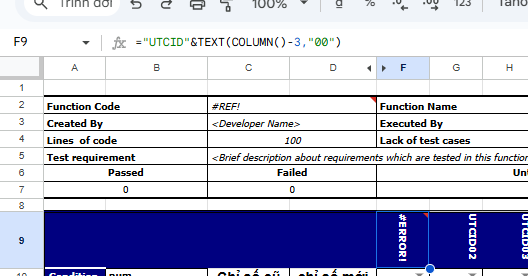 Trình đơn 100% % .0 .00 123
F9 fx ="UTCID"&TEXT(COLUMN()-3,"00")
A B C D F G H
1
2 Function Code #REF! Function Name
3 Created By <Developer Name> Executed By
4 Lines of code 100 Lack of test cases
5 Test requirement <Brief description about requirements which are tested in this function
6 Passed Failed Unt
7 0 0
8
9 #ERROR! UTCID02 UTCID03
10 Condition num Chỉ số cũ chỉ số mới